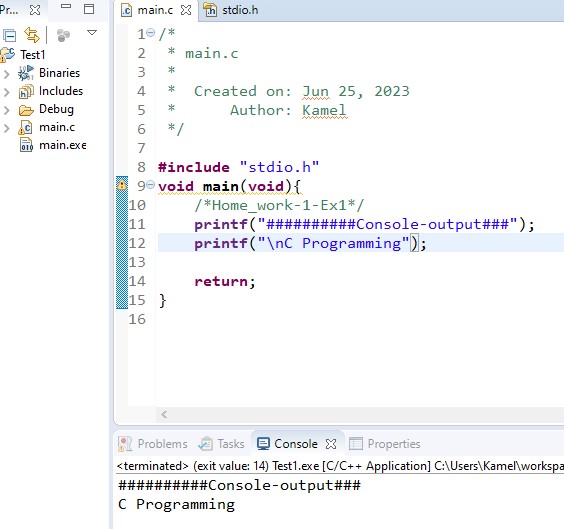 Pr...
main.c
stdio.h
Test1
Binaries
Includes
Debug
main.c
main.exe
1 /*
2  * main.c
3  *
4  *  Created on: Jun 25, 2023
5  *      Author: Kamel
6  */
7
8 #include "stdio.h"
9 void main(void){
10     /*Home_work-1-Ex1*/
11     printf("##########Console-output###");
12     printf("\nC Programming");
13
14     return;
15 }
16
Problems Tasks Console Properties
<terminated> (exit value: 14) Test1.exe [C/C++ Application] C:\Users\Kamel\workspa
##########Console-output###
C Programming